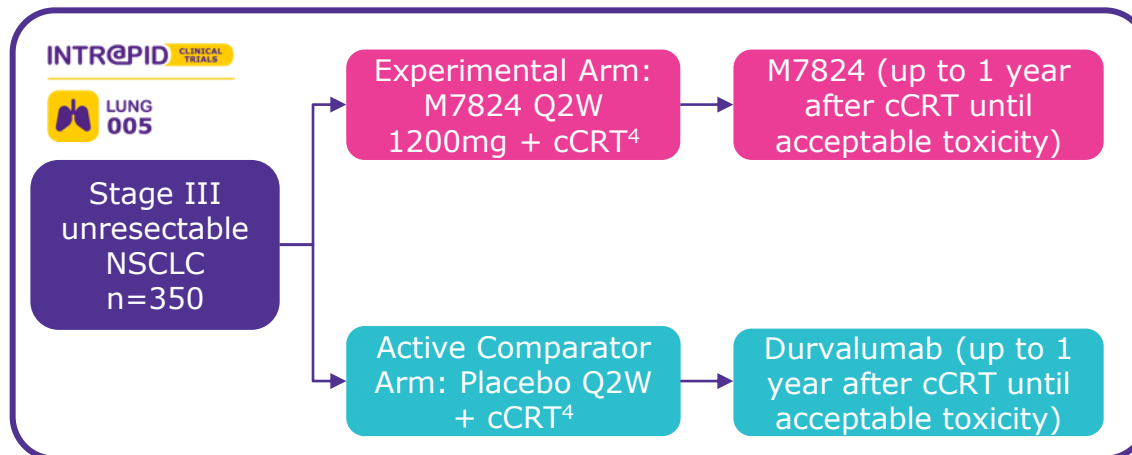 INTR@PID CLINICAL TRIALS
LUNG
005
Stage III
unresectable
NSCLC
n=350
Experimental Arm:
M7824 Q2W
1200mg + cCRT⁴
M7824 (up to 1 year
after cCRT until
acceptable toxicity)
Active Comparator
Arm: Placebo Q2W
+ cCRT⁴
Durvalumab (up to 1
year after cCRT until
acceptable toxicity)